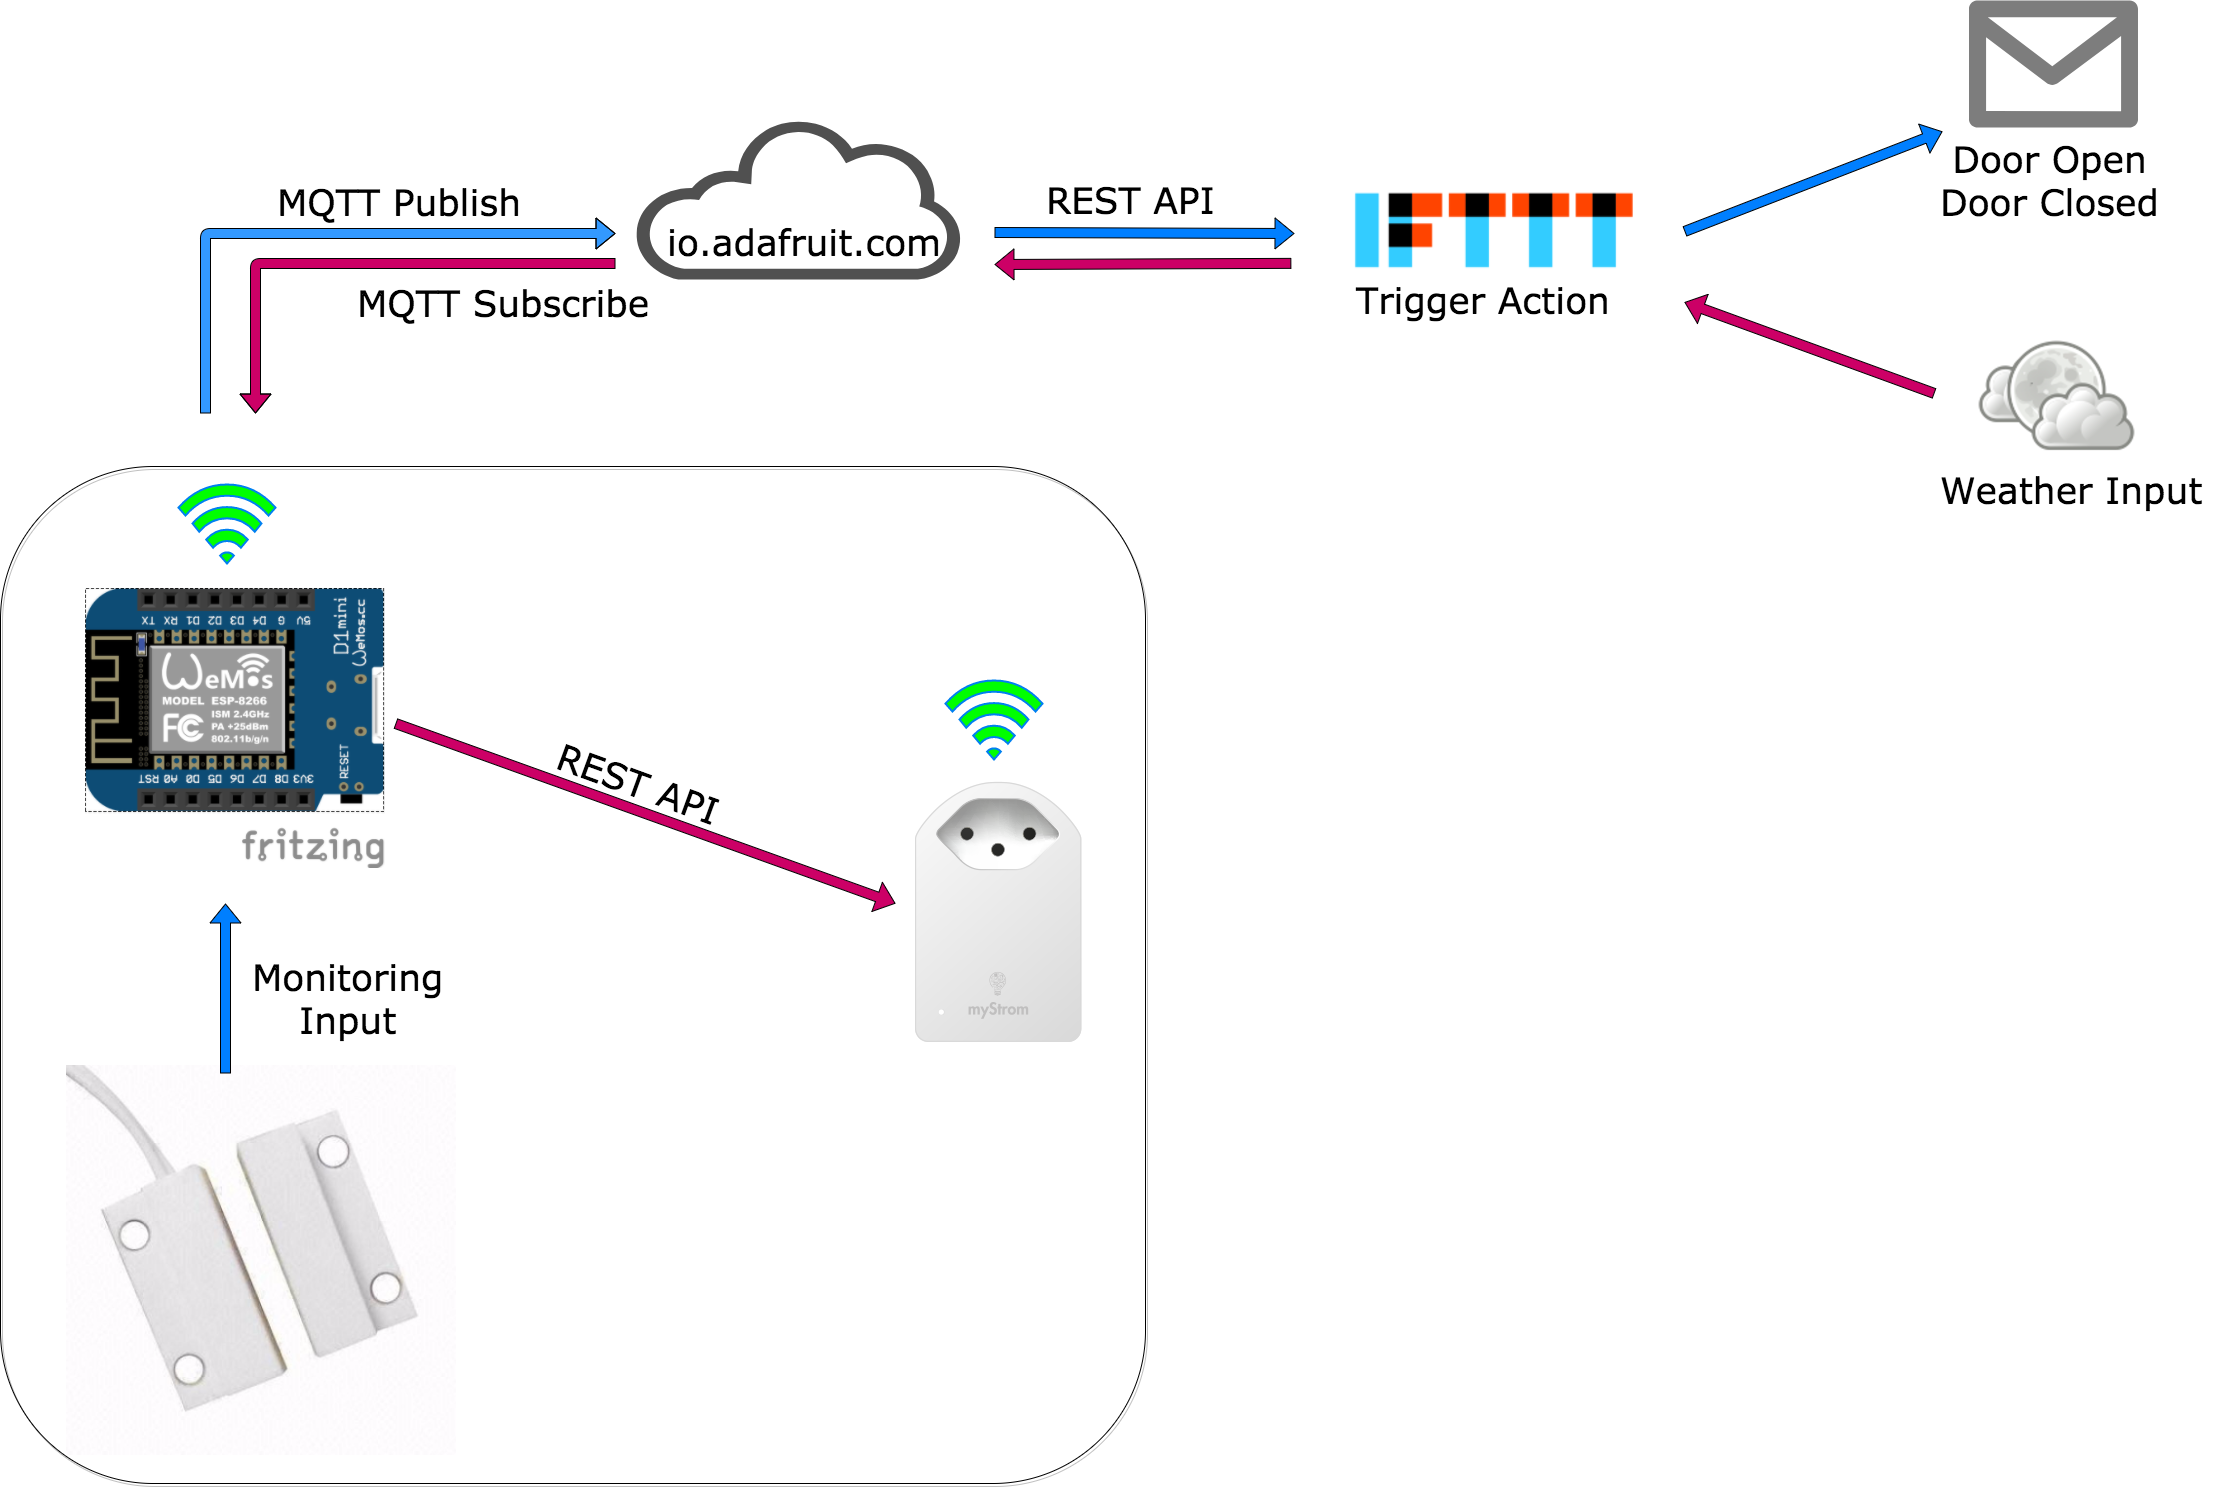 Door Open
Door Closed
MQTT Publish
io.adafruit.com
REST API
IFTTT
MQTT Subscribe
Trigger Action
Weather Input
TX RX D1 D2 D3 D4 G 5V
D1mini
WeMos.cc
WeMos
MODEL ESP-8266
ISM 2.4GHz
PA +25dBm
802.11b/g/n
FC
RST A0 D0 D5 D6 D7 D8 3V3
RESET
fritzing
REST API
Monitoring
Input
myStrom